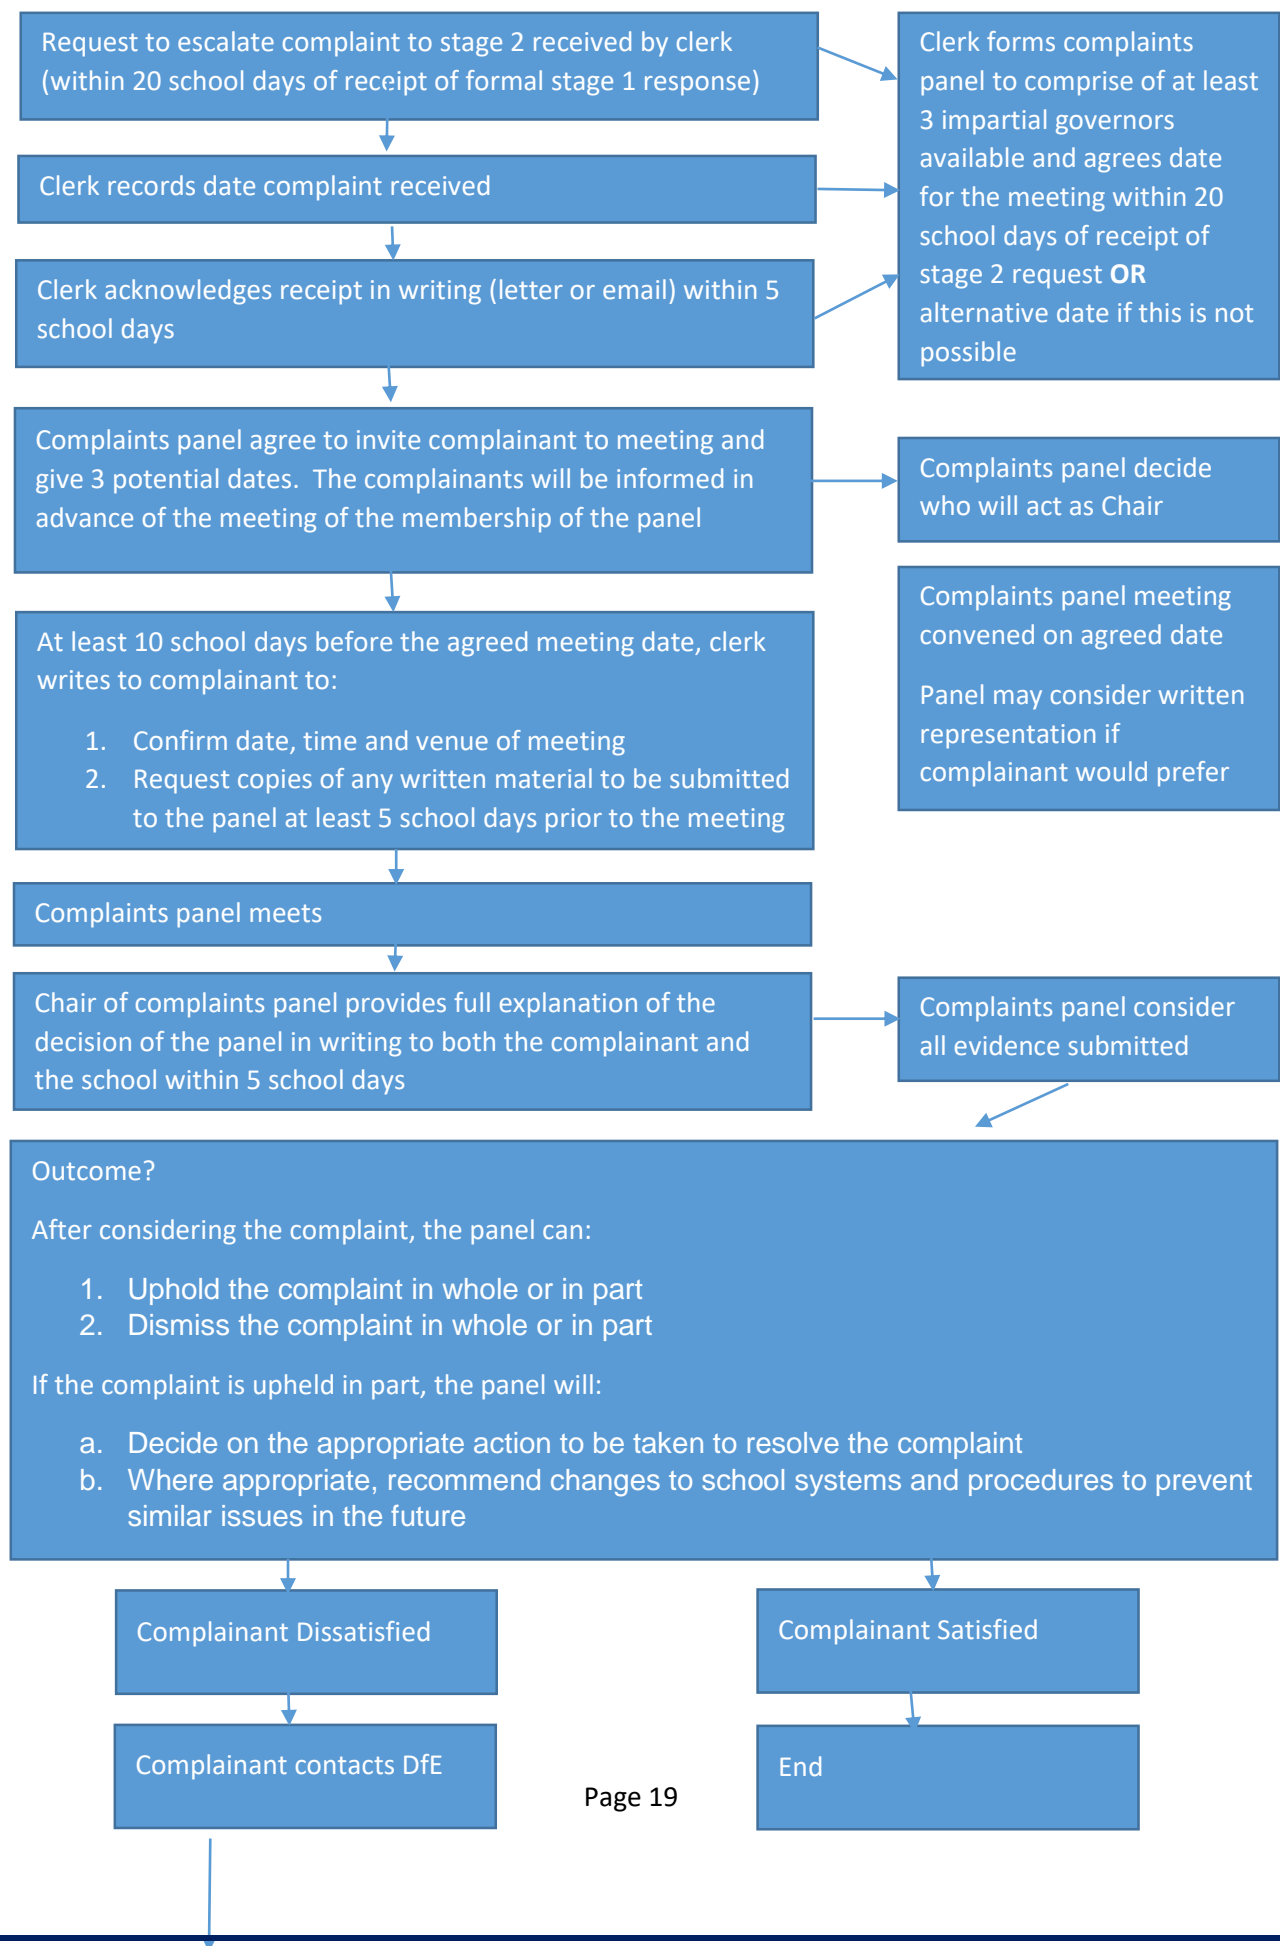 Request to escalate complaint to stage 2 received by clerk
(within 20 school days of receipt of formal stage 1 response)
Clerk forms complaints
panel to comprise of at least
3 impartial governors
available and agrees date
for the meeting within 20
school days of receipt of
stage 2 request OR
alternative date if this is not
possible
Clerk records date complaint received
Clerk acknowledges receipt in writing (letter or email) within 5
school days
Complaints panel agree to invite complainant to meeting and
give 3 potential dates.  The complainants will be informed in
advance of the meeting of the membership of the panel
Complaints panel decide
who will act as Chair
Complaints panel meeting
convened on agreed date
Panel may consider written
representation if
complainant would prefer
At least 10 school days before the agreed meeting date, clerk
writes to complainant to:
1. Confirm date, time and venue of meeting
2. Request copies of any written material to be submitted
to the panel at least 5 school days prior to the meeting
Complaints panel meets
Chair of complaints panel provides full explanation of the
decision of the panel in writing to both the complainant and
the school within 5 school days
Complaints panel consider
all evidence submitted
Outcome?
After considering the complaint, the panel can:
1. Uphold the complaint in whole or in part
2. Dismiss the complaint in whole or in part
If the complaint is upheld in part, the panel will:
a. Decide on the appropriate action to be taken to resolve the complaint
b. Where appropriate, recommend changes to school systems and procedures to prevent
similar issues in the future
Complainant Dissatisfied
Complainant Satisfied
Complainant contacts DfE
End
Page 19